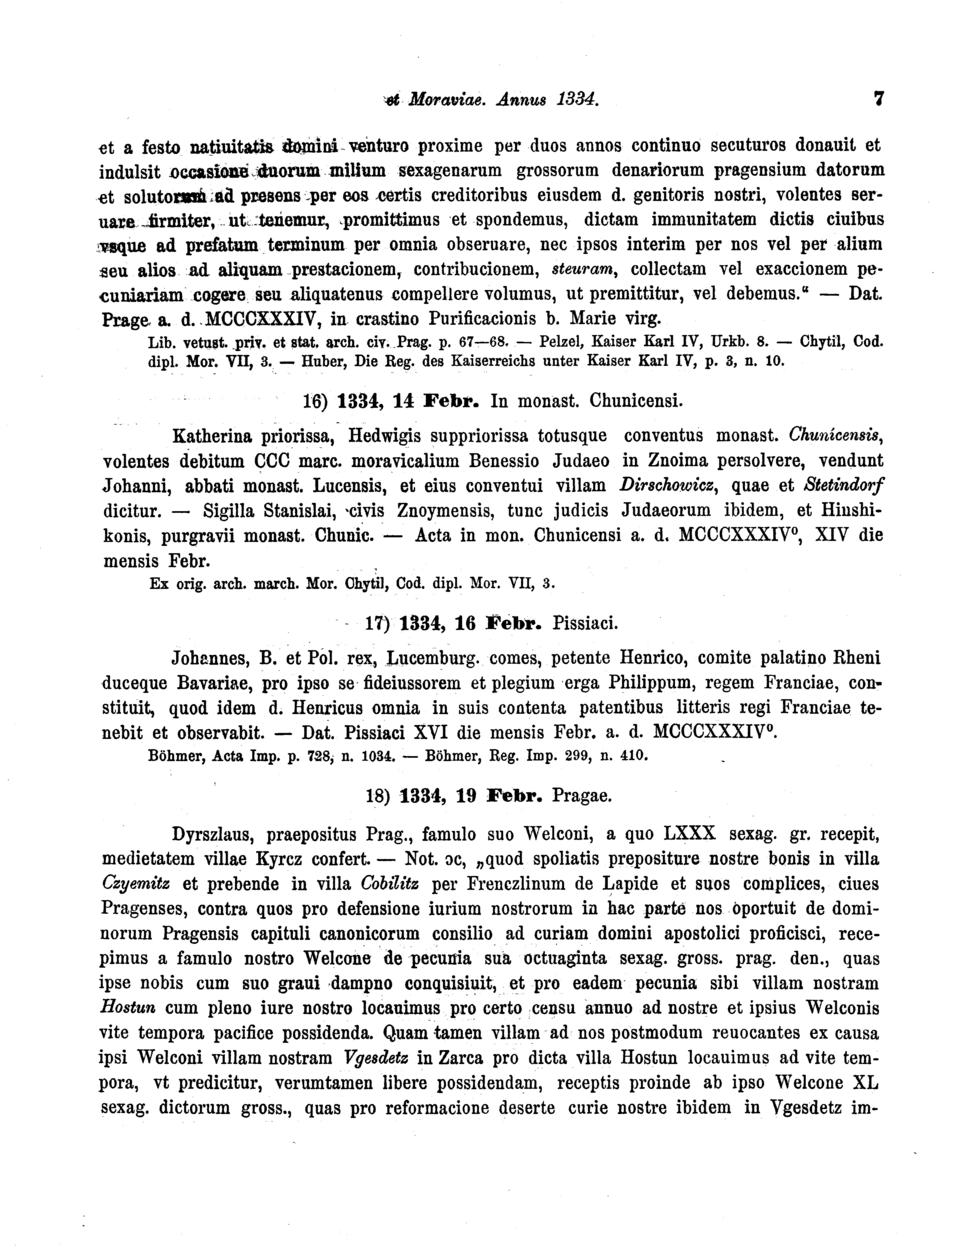 et Moraviae. Annus 1334. 7
et a festo natiuitatis domini venturo proxime per duos annos continuo secuturos donauit et
indulsit occasione duorum milium sexagenarum grossorum denariorum pragensium datorum
et solutorum ad presens per eos certis creditoribus eiusdem d. genitoris nostri, volentes ser-
uare firmiter, ut tenemur, promittimus et spondemus, dictam immunitatem dictis ciuibus
vsque ad prefatum terminum per omnia obseruare, nec ipsos interim per nos vel per alium
seu alios ad aliquam prestacionem, contribucionem, steuram, collectam vel exaccionem pe-
cuniariam cogere seu aliquatenus compellere volumus, ut premittitur, vel debemus.“ — Dat.
Prage a. d. MCCCXXXIV, in crastino Purificacionis b. Marie virg.
Lib. vetust. priv. et stat. arch. civ. Prag. p. 67—68. — Pelzel, Kaiser Karl IV, Urkb. 8. — Chytil, Cod.
dipl. Mor. VII, 3. — Huber, Die Reg. des Kaiserreichs unter Kaiser Karl IV, p. 3, n. 10.
16) 1334, 14 Febr. In monast. Chunicensi.
Katherina priorissa, Hedwigis suppriorissa totusque conventus monast. Chunicensis,
volentes debitum CCC marc. moravicalium Benessio Judaeo in Znoima persolvere, vendunt
Johanni, abbati monast. Lucensis, et eius conventui villam Dirschowicz, quae et Stetindorf
dicitur. — Sigilla Stanislai, civis Znoymensis, tunc judicis Judaeorum ibidem, et Hinshi-
konis, purgravii monast. Chunic. — Acta in mon. Chunicensi a. d. MCCCXXXIV⁰, XIV die
mensis Febr.
Ex orig. arch. march. Mor. Chytil, Cod. dipl. Mor. VII, 3.
17) 1334, 16 Febr. Pissiaci.
Johannes, B. et Pol. rex, Lucemburg. comes, petente Henrico, comite palatino Rheni
duceque Bavariae, pro ipso se fideiussorem et plegium erga Philippum, regem Franciae, con-
stituit, quod idem d. Henricus omnia in suis contenta patentibus litteris regi Franciae te-
nebit et observabit. — Dat. Pissiaci XVI die mensis Febr. a. d. MCCCXXXIV⁰.
Böhmer, Acta Imp. p. 728, n. 1034. — Böhmer, Reg. Imp. 299, n. 410.
18) 1334, 19 Febr. Pragae.
Dyrszlaus, praepositus Prag., famulo suo Welconi, a quo LXXX sexag. gr. recepit,
medietatem villae Kyrcz confert. — Not. ɔc, „quod spoliatis prepositure nostre bonis in villa
Czyemitz et prebende in villa Cobilitz per Frenczlinum de Lapide et suos complices, ciues
Pragenses, contra quos pro defensione iurium nostrorum in hac parte nos oportuit de domi-
norum Pragensis capituli canonicorum consilio ad curiam domini apostolici proficisci, rece-
pimus a famulo nostro Welcone de pecunia sua octuaginta sexag. gross. prag. den., quas
ipse nobis cum suo graui dampno conquisiuit, et pro eadem pecunia sibi villam nostram
Hostun cum pleno iure nostro locauimus pro certo censu annuo ad nostre et ipsius Welconis
vite tempora pacifice possidenda. Quam tamen villam ad nos postmodum reuocantes ex causa
ipsi Welconi villam nostram Vgesdetz in Zarca pro dicta villa Hostun locauimus ad vite tem-
pora, vt predicitur, verumtamen libere possidendam, receptis proinde ab ipso Welcone XL
sexag. dictorum gross., quas pro reformacione deserte curie nostre ibidem in Vgesdetz im-